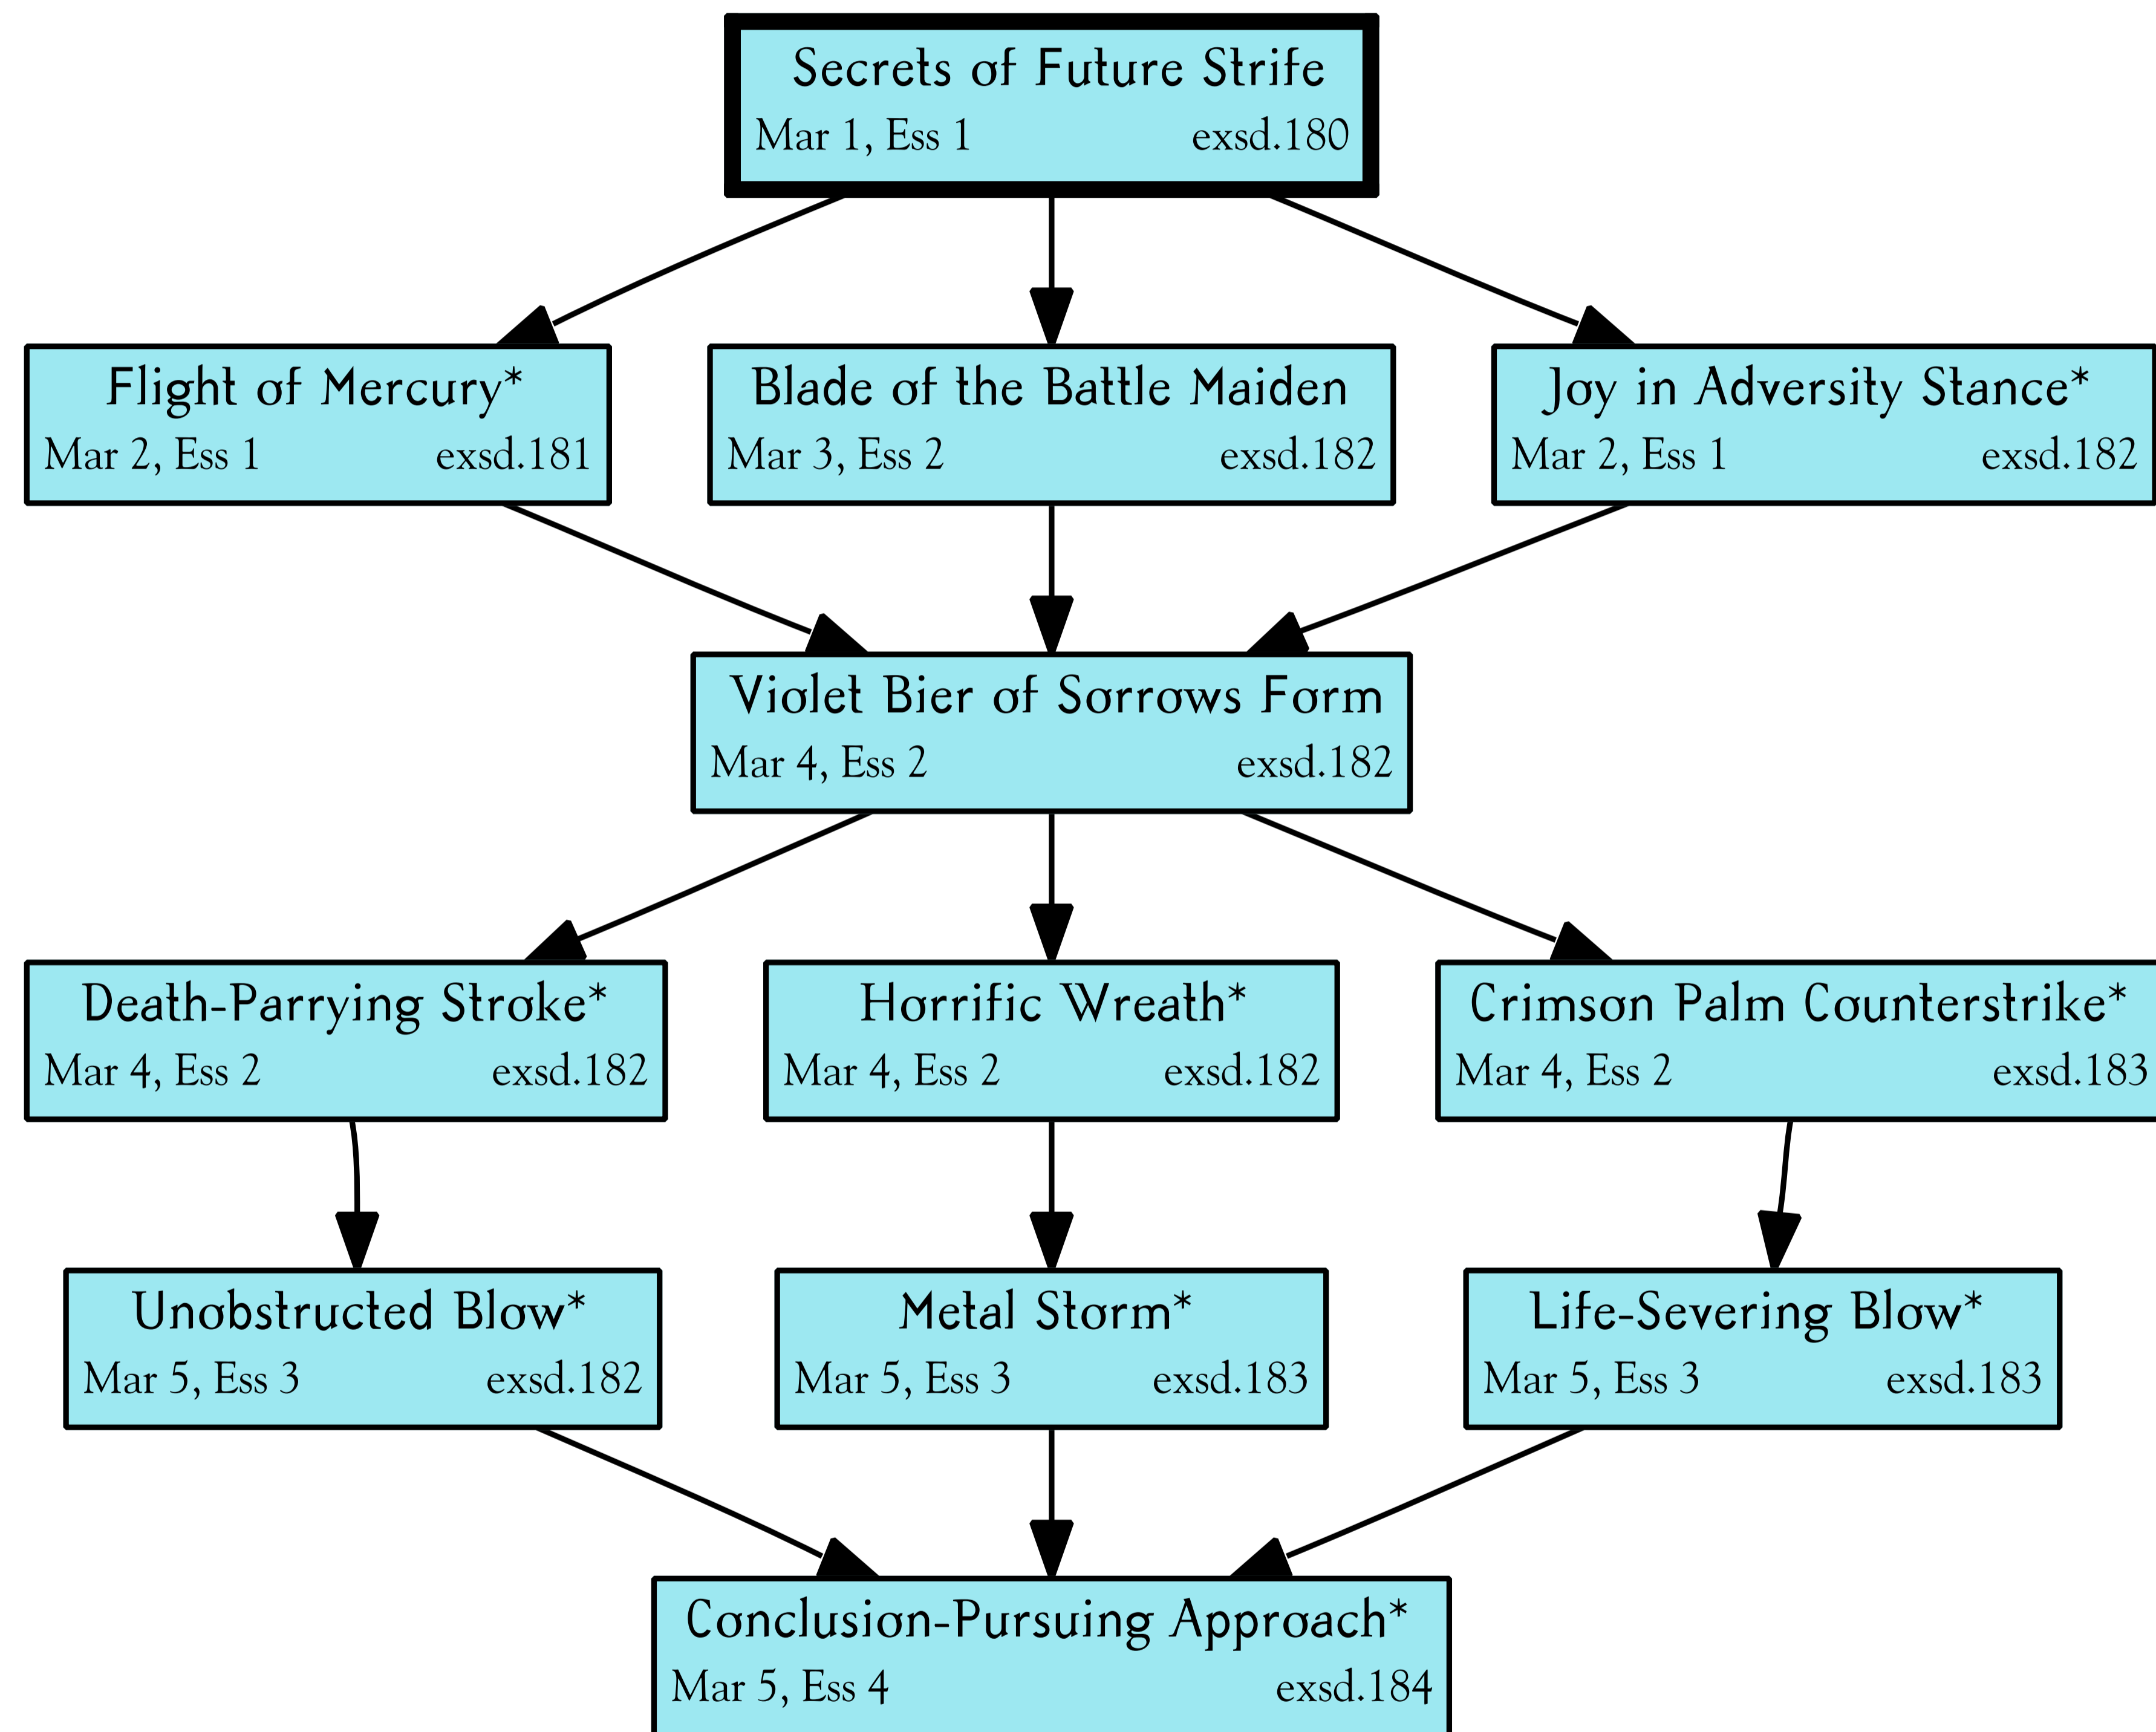 Secrets of Future Strife
Mar 1, Ess 1 exsd.180
Flight of Mercury*
Mar 2, Ess 1 exsd.181
Blade of the Battle Maiden
Mar 3, Ess 2 exsd.182
Joy in Adversity Stance*
Mar 2, Ess 1 exsd.182
Violet Bier of Sorrows Form
Mar 4, Ess 2 exsd.182
Death-Parrying Stroke*
Mar 4, Ess 2 exsd.182
Horrific Wreath*
Mar 4, Ess 2 exsd.182
Crimson Palm Counterstrike*
Mar 4, Ess 2 exsd.183
Unobstructed Blow*
Mar 5, Ess 3 exsd.182
Metal Storm*
Mar 5, Ess 3 exsd.183
Life-Severing Blow*
Mar 5, Ess 3 exsd.183
Conclusion-Pursuing Approach*
Mar 5, Ess 4 exsd.184